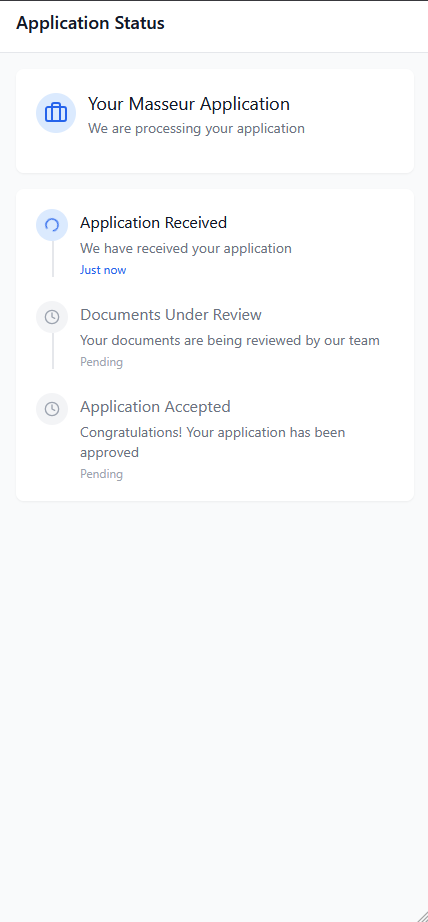 Application Status
Your Masseur Application
We are processing your application
Application Received
We have received your application
Just now
Documents Under Review
Your documents are being reviewed by our team
Pending
Application Accepted
Congratulations! Your application has been
approved
Pending